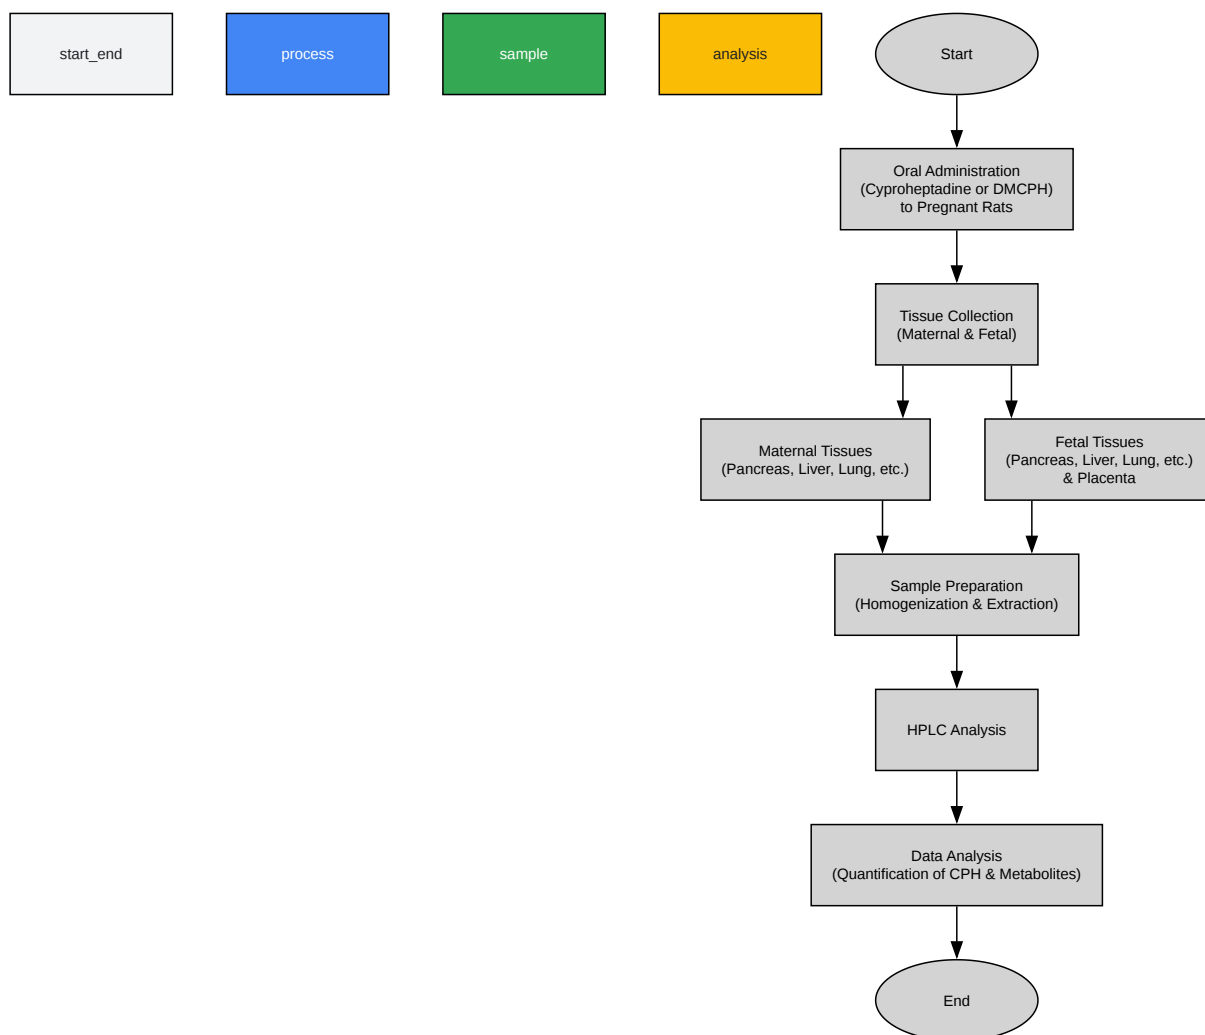 start_end
process
sample
analysis
Start
Oral Administration
(Cyproheptadine or DMCPH)
to Pregnant Rats
Tissue Collection
(Maternal & Fetal)
Maternal Tissues
(Pancreas, Liver, Lung, etc.)
Fetal Tissues
(Pancreas, Liver, Lung, etc.)
& Placenta
Sample Preparation
(Homogenization & Extraction)
HPLC Analysis
Data Analysis
(Quantification of CPH & Metabolites)
End